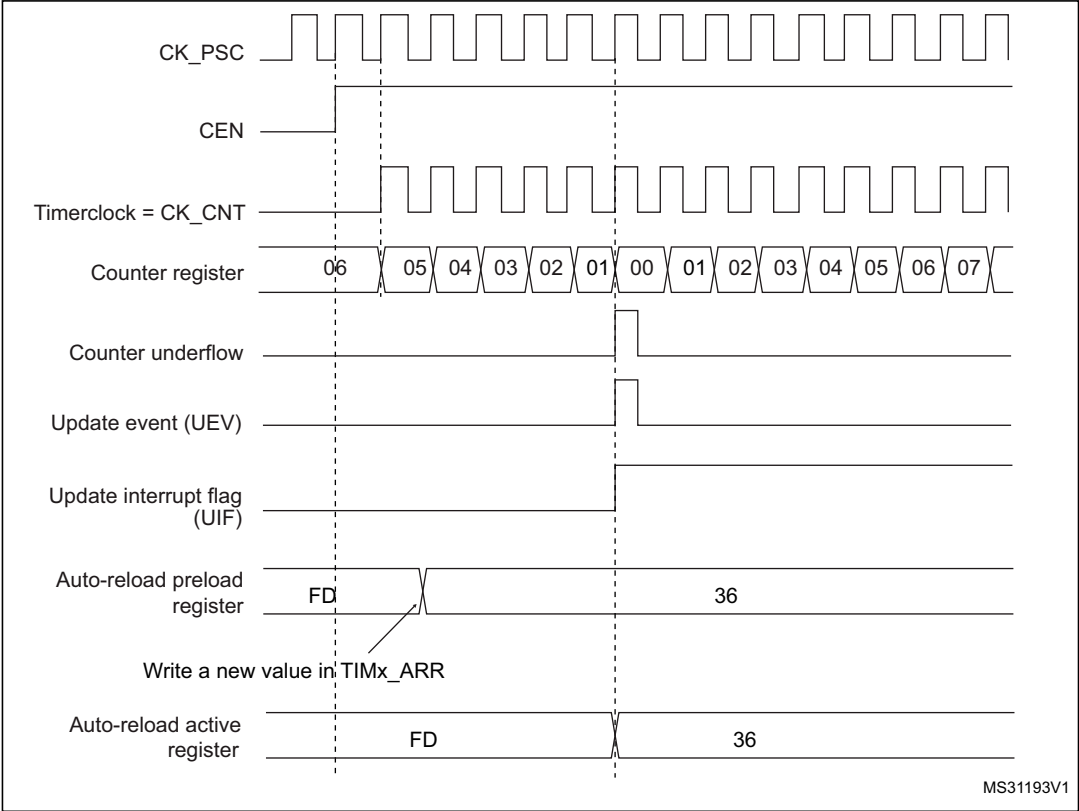 CK_PSC
CEN
Timerclock = CK_CNT
Counter register
06 05 04 03 02 01 00 01 02 03 04 05 06 07
Counter underflow
Update event (UEV)
Update interrupt flag
(UIF)
Auto-reload preload
register
FD 36
Write a new value in TIMx_ARR
Auto-reload active
register
FD 36
MS31193V1